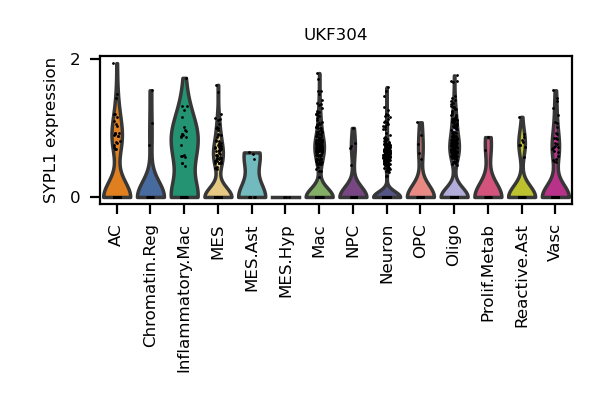 UKF304
SYPL1 expression
2
0
AC
Chromatin.Reg
Inflammatory.Mac
MES
MES.Ast
MES.Hyp
Mac
NPC
Neuron
OPC
Oligo
Prolif.Metab
Reactive.Ast
Vasc